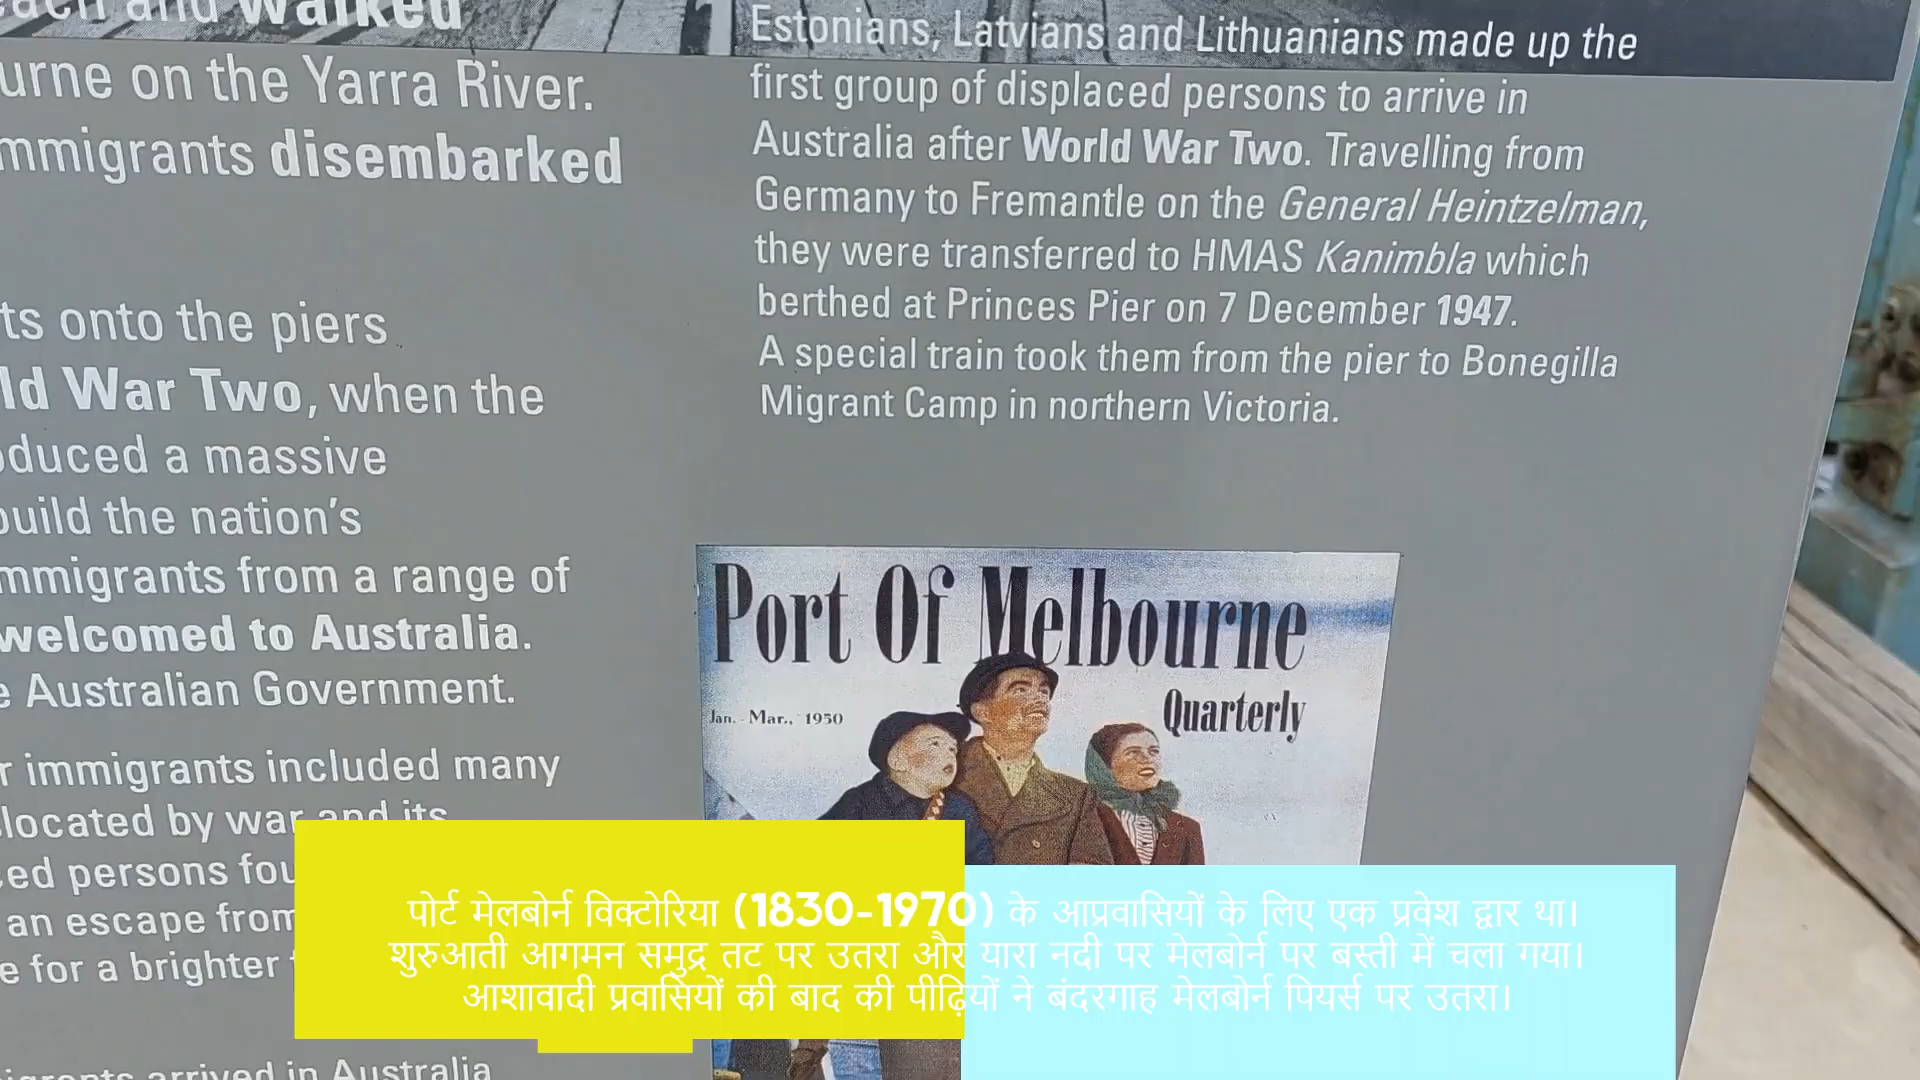 each and walked
urne on the Yarra River.
mmigrants disembarked
ts onto the piers
ld War Two, when the
oduced a massive
build the nation's
mmigrants from a range of
welcomed to Australia.
e Australian Government.
r immigrants included many
located by war and its
ed persons fou
an escape from
e for a brighter
igrants arrived in Australia
Estonians, Latvians and Lithuanians made up the
first group of displaced persons to arrive in
Australia after World War Two. Travelling from
Germany to Fremantle on the General Heintzelman,
they were transferred to HMAS Kanimbla which
berthed at Princes Pier on 7 December 1947.
A special train took them from the pier to Bonegilla
Migrant Camp in northern Victoria.
Port Of Melbourne
Quarterly
Jan. - Mar., 1950
पोर्ट मेलबोर्न विक्टोरिया (1830-1970) के आप्रवासियों के लिए एक प्रवेश द्वार था।
शुरुआती आगमन समुद्र तट पर उतरा और यारा नदी पर मेलबोर्न पर बस्ती में चला गया।
आशावादी प्रवासियों की बाद की पीढ़ियों ने बंदरगाह मेलबोर्न पियर्स पर उतरा।